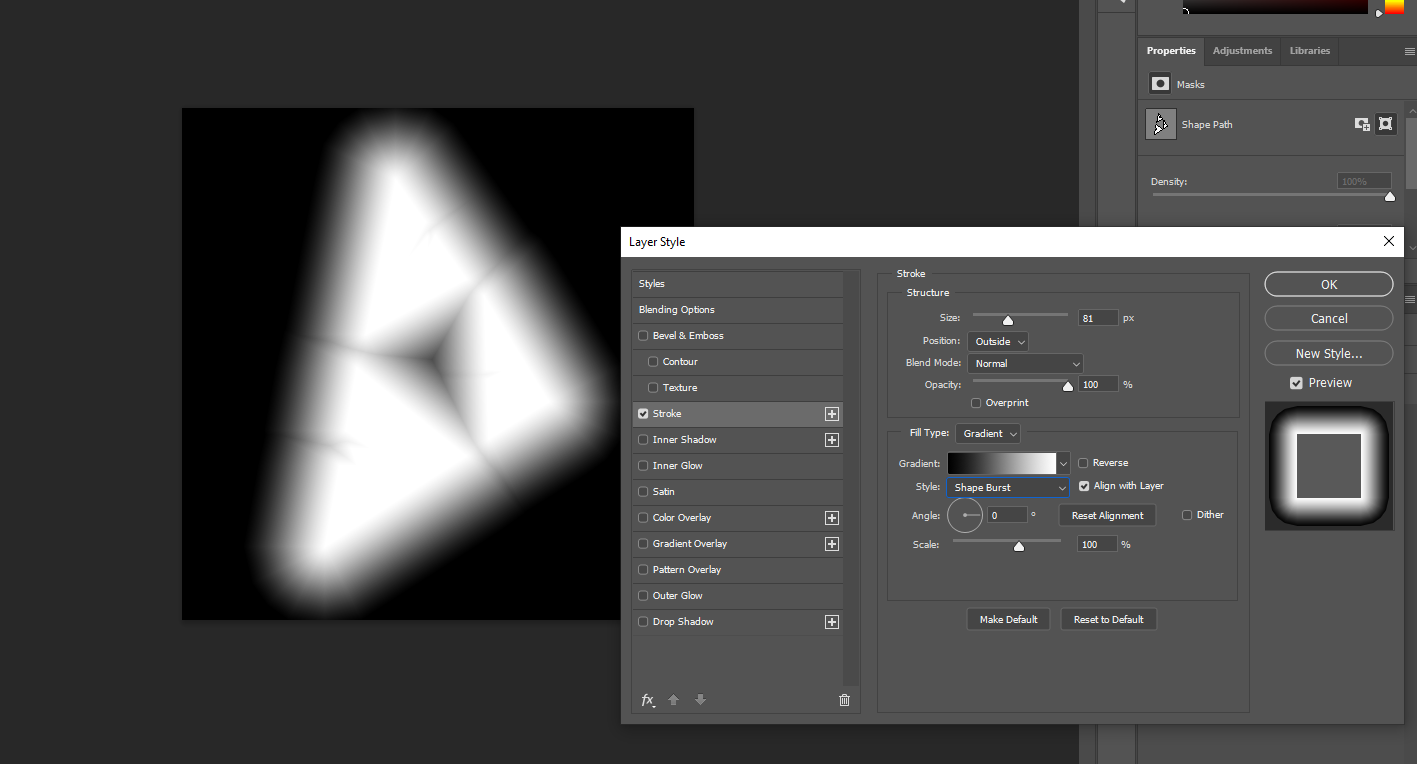 Properties Adjustments Libraries
Masks
Shape Path
Density: 100%
Layer Style
Styles
Blending Options
Bevel & Emboss
Contour
Texture
Stroke
Inner Shadow
Inner Glow
Satin
Color Overlay
Gradient Overlay
Pattern Overlay
Outer Glow
Drop Shadow
fx
Stroke
Structure
Size: 81 px
Position: Outside
Blend Mode: Normal
Opacity: 100 %
Overprint
Fill Type: Gradient
Gradient: Reverse
Style: Shape Burst Align with Layer
Angle: 0 ° Reset Alignment Dither
Scale: 100 %
Make Default Reset to Default
OK
Cancel
New Style...
Preview